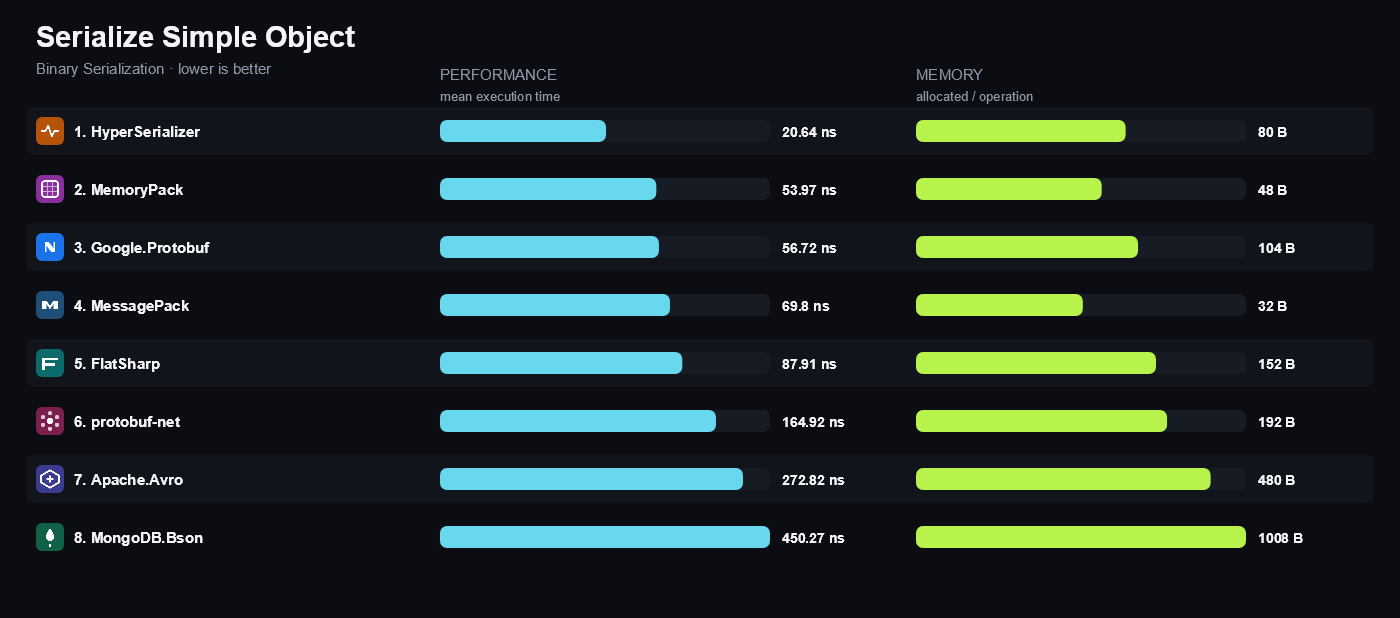 Serialize Simple Object
Binary Serialization · lower is better
PERFORMANCE
mean execution time
MEMORY
allocated / operation
1. HyperSerializer 20.64 ns 80 B
2. MemoryPack 53.97 ns 48 B
N 3. Google.Protobuf 56.72 ns 104 B
M 4. MessagePack 69.8 ns 32 B
F 5. FlatSharp 87.91 ns 152 B
6. protobuf-net 164.92 ns 192 B
7. Apache.Avro 272.82 ns 480 B
8. MongoDB.Bson 450.27 ns 1008 B